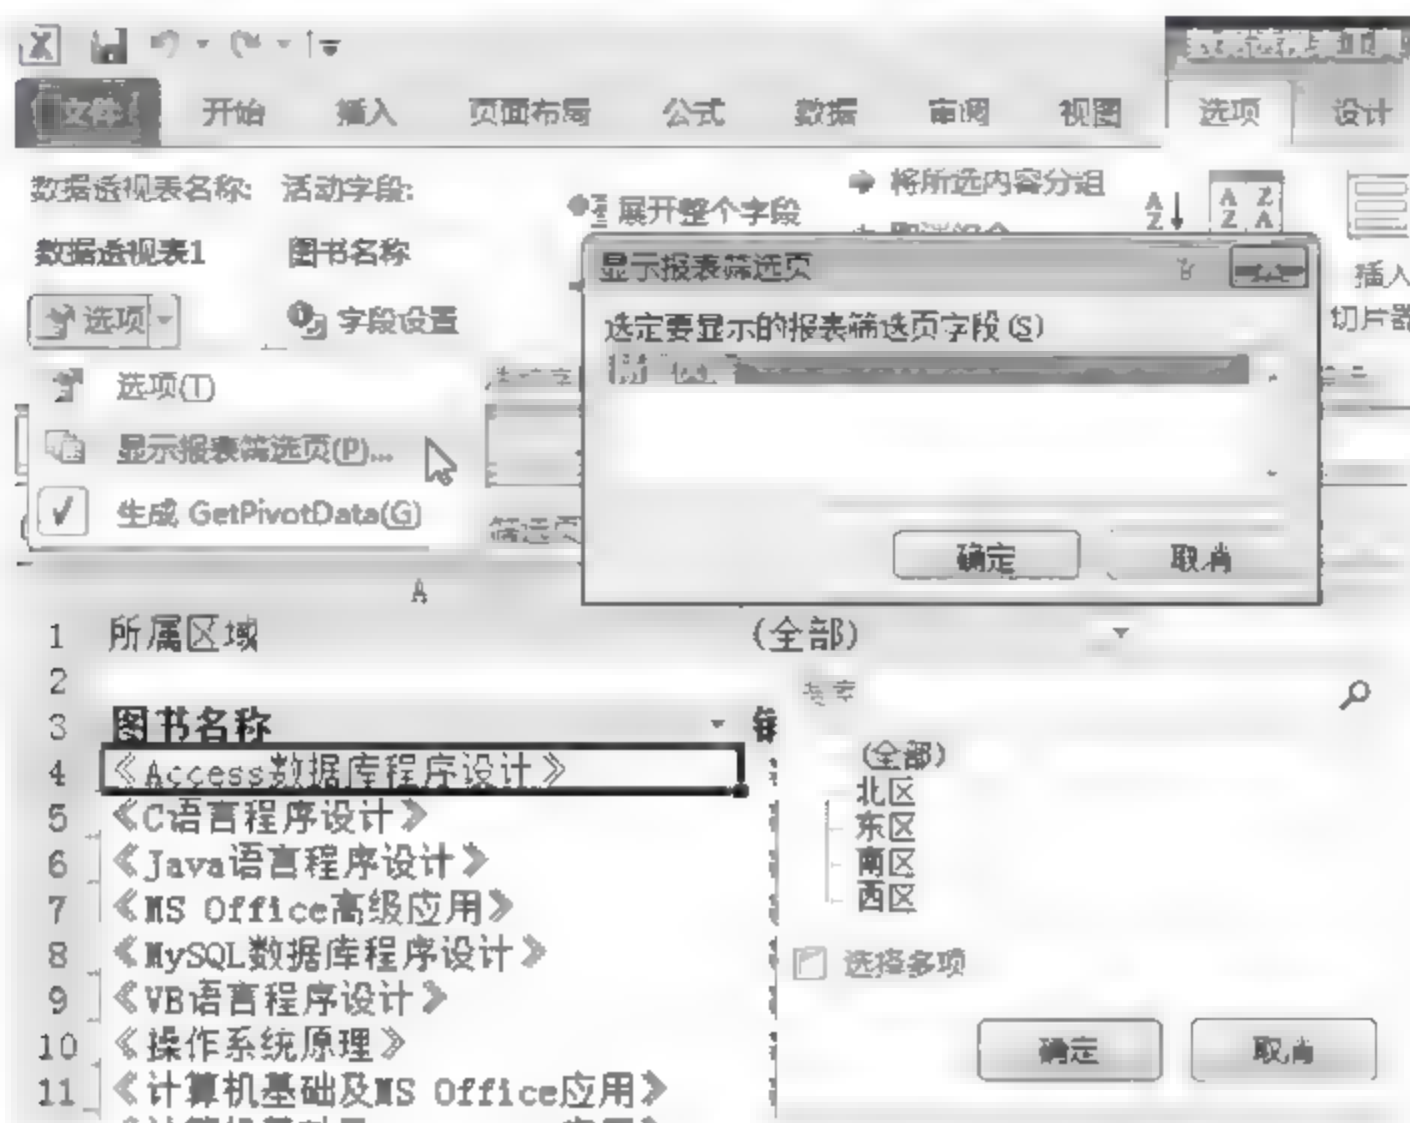 文件 开始 插入 页面布局 公式 数据 审阅 视图 选项 设计
数据透视表名称: 活动字段:
展开整个字段
将所选内容分组
数据透视表1 图书名称
选项 字段设置
插入
切片器
选项(T)
显示报表筛选页(P)...
生成 GetPivotData(G)
筛选页
显示报表筛选页
选定要显示的报表筛选页字段(S)
确定 取消
A
1 所属区域 (全部)
2
3 图书名称
4 《Access数据库程序设计》
5 《C语言程序设计》
6 《Java语言程序设计》
7 《MS Office高级应用》
8 《MySQL数据库程序设计》
9 《VB语言程序设计》
10 《操作系统原理》
11 《计算机基础及MS Office应用》
(全部)
北区
东区
南区
西区
选择多项
确定 取消